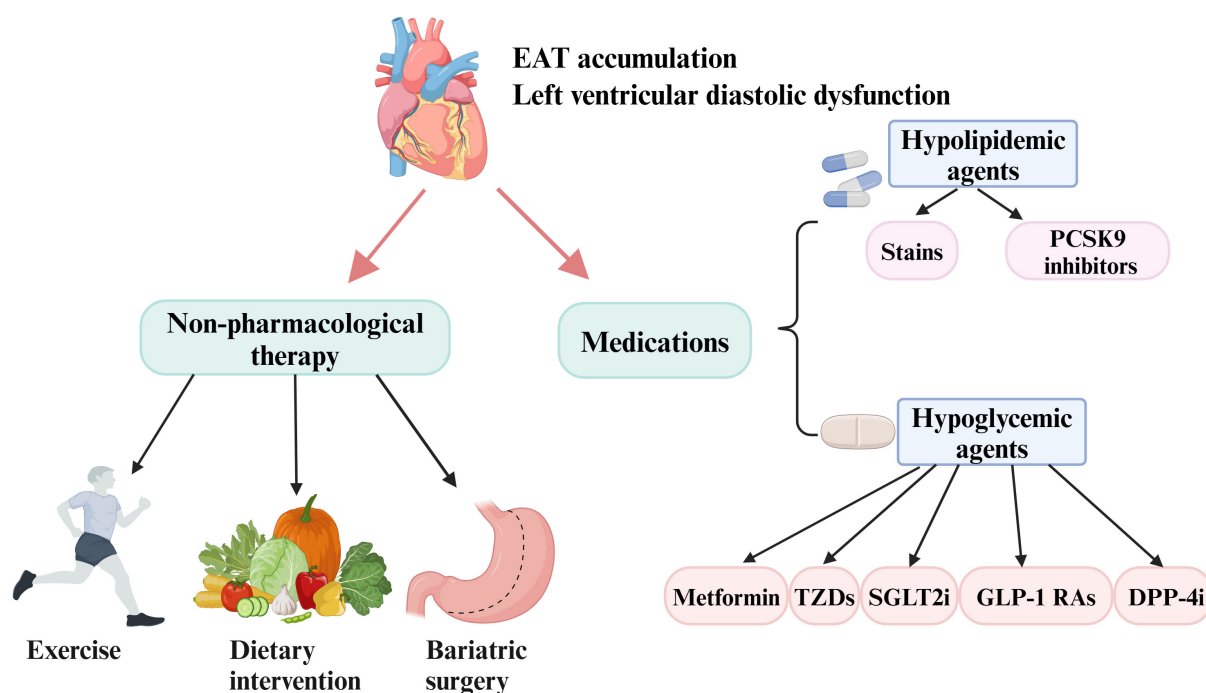 EAT accumulation
Left ventricular diastolic dysfunction
Hypolipidemic
agents
Stains
PCSK9
inhibitors
Non-pharmacological
therapy
Medications
Hypoglycemic
agents
Metformin
TZDs
SGLT2i
GLP-1 RAs
DPP-4i
Exercise
Dietary
intervention
Bariatric
surgery